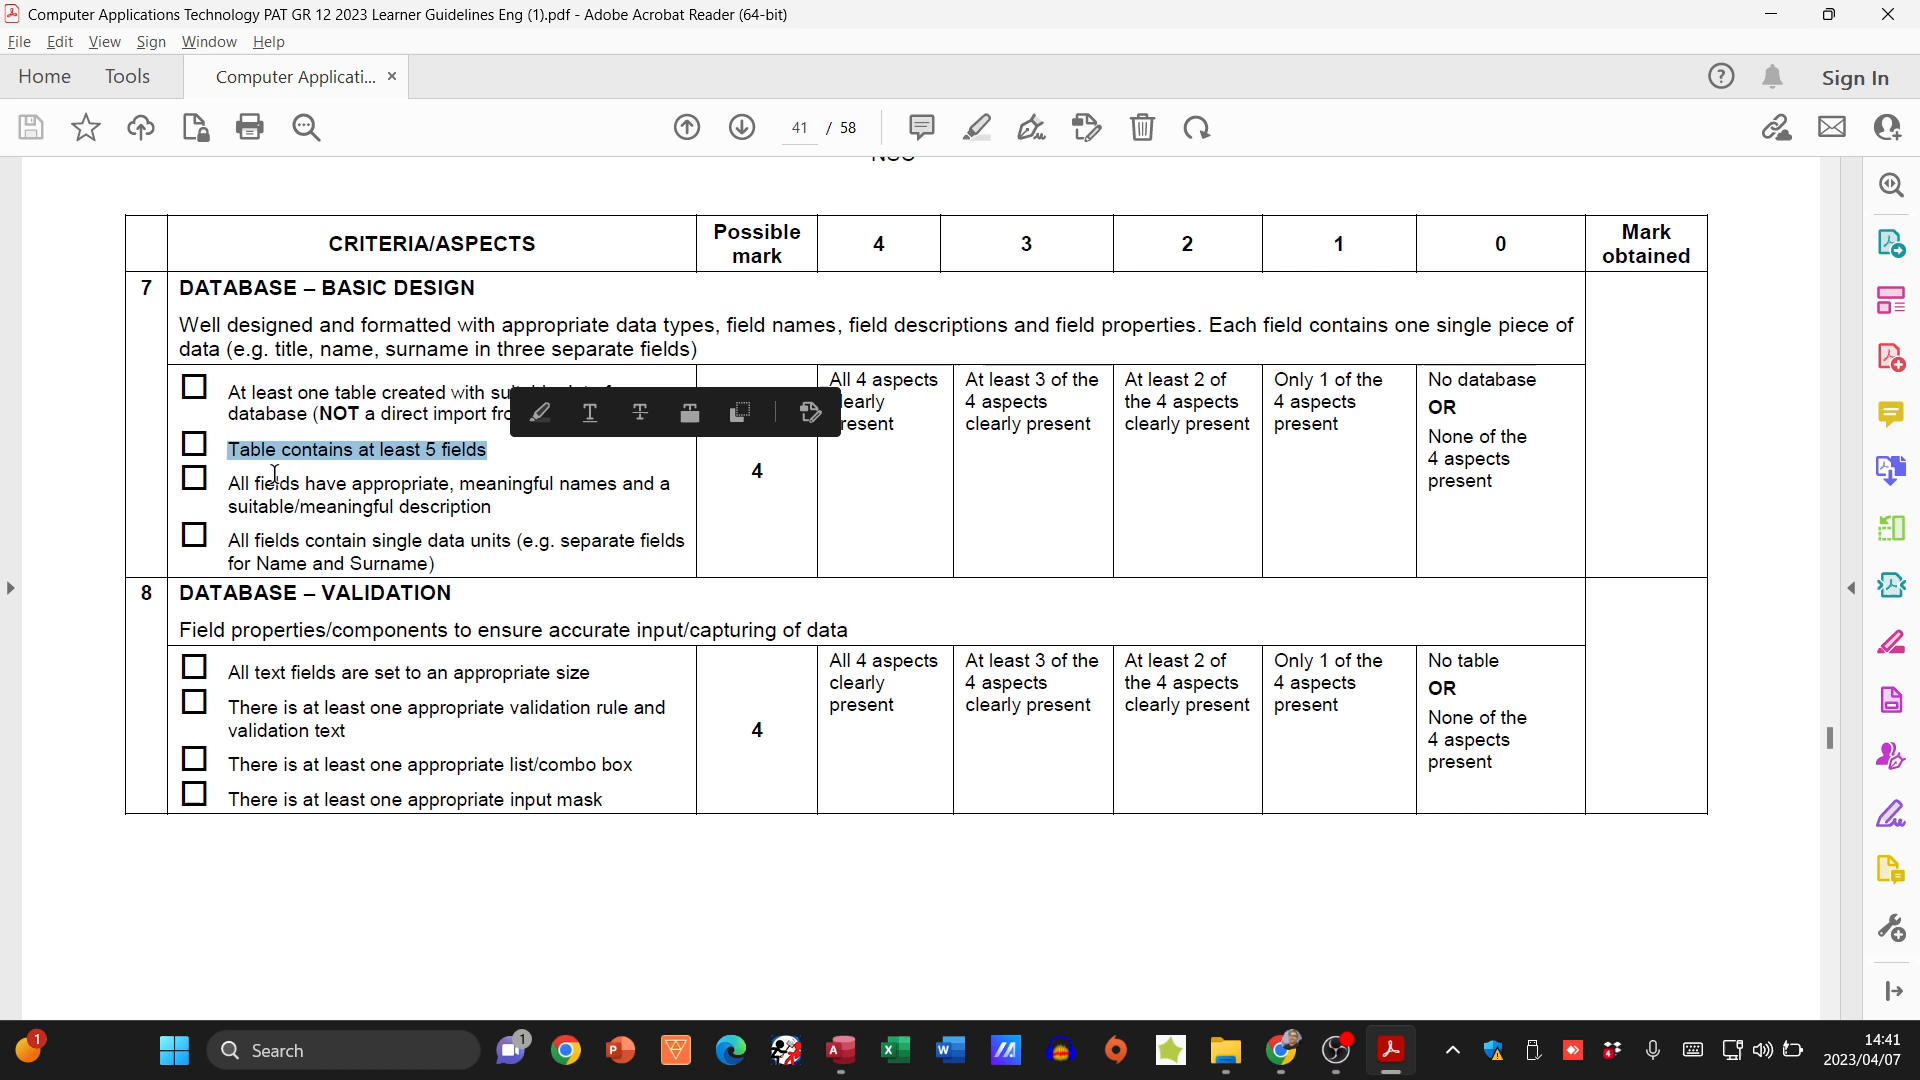 Computer Applications Technology PAT GR 12 2023 Learner Guidelines Eng (1).pdf - Adobe Acrobat Reader (64-bit)
File Edit View Sign Window Help
Home Tools Computer Applicati... × Sign In
41 / 58
CRITERIA/ASPECTS Possible mark 4 3 2 1 0 Mark obtained
7 DATABASE – BASIC DESIGN
Well designed and formatted with appropriate data types, field names, field descriptions and field properties. Each field contains one single piece of
data (e.g. title, name, surname in three separate fields)
At least one table created with
database (NOT a direct import
Table contains at least 5 fields
All fields have appropriate, meaningful names and a
suitable/meaningful description
All fields contain single data units (e.g. separate fields
for Name and Surname)
4
All 4 aspects
At least 3 of the
4 aspects
clearly present
At least 2 of
the 4 aspects
clearly present
Only 1 of the
4 aspects
present
No database
OR
None of the
4 aspects
present
8 DATABASE – VALIDATION
Field properties/components to ensure accurate input/capturing of data
All text fields are set to an appropriate size
There is at least one appropriate validation rule and
validation text
There is at least one appropriate list/combo box
There is at least one appropriate input mask
4
All 4 aspects
clearly
present
At least 3 of the
4 aspects
clearly present
At least 2 of
the 4 aspects
clearly present
Only 1 of the
4 aspects
present
No table
OR
None of the
4 aspects
present
1 Search 1 14:41
2023/04/07